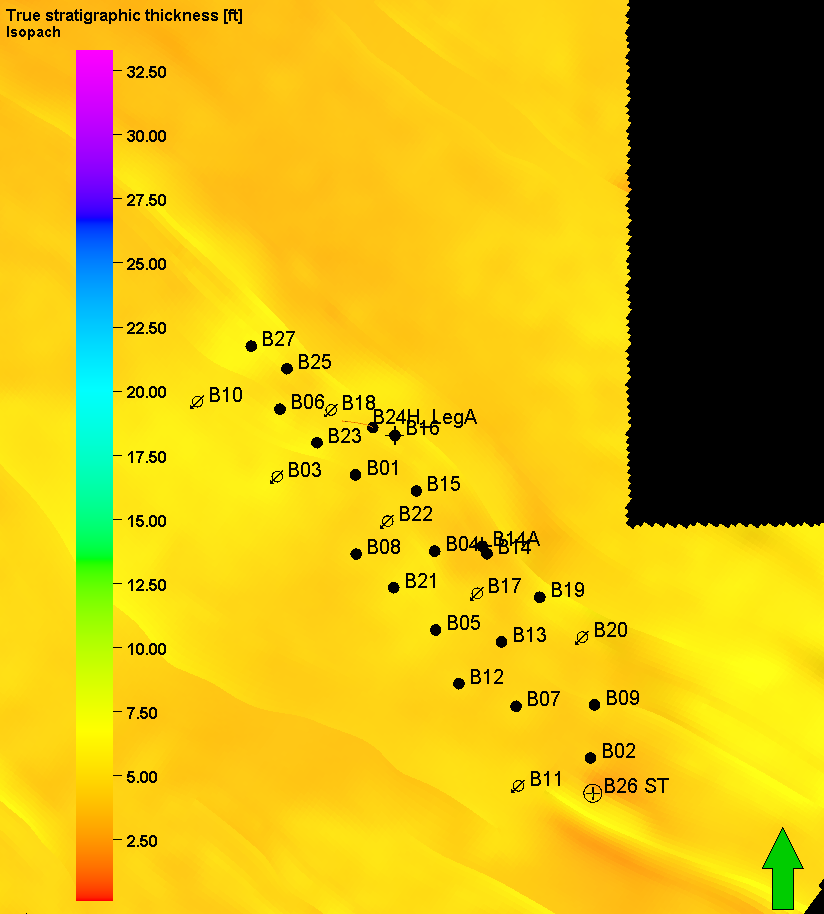 True stratigraphic thickness [ft]
Isopach
32.50
30.00
27.50
25.00
22.50
20.00
17.50
15.00
12.50
10.00
7.50
5.00
2.50
B27
B25
B10
B06
B18
B24H_LegA
B16
B23
B03
B01
B15
B22
B14A
B04
B14
B08
B21
B17
B19
B05
B13
B20
B12
B07
B09
B02
B11
B26 ST